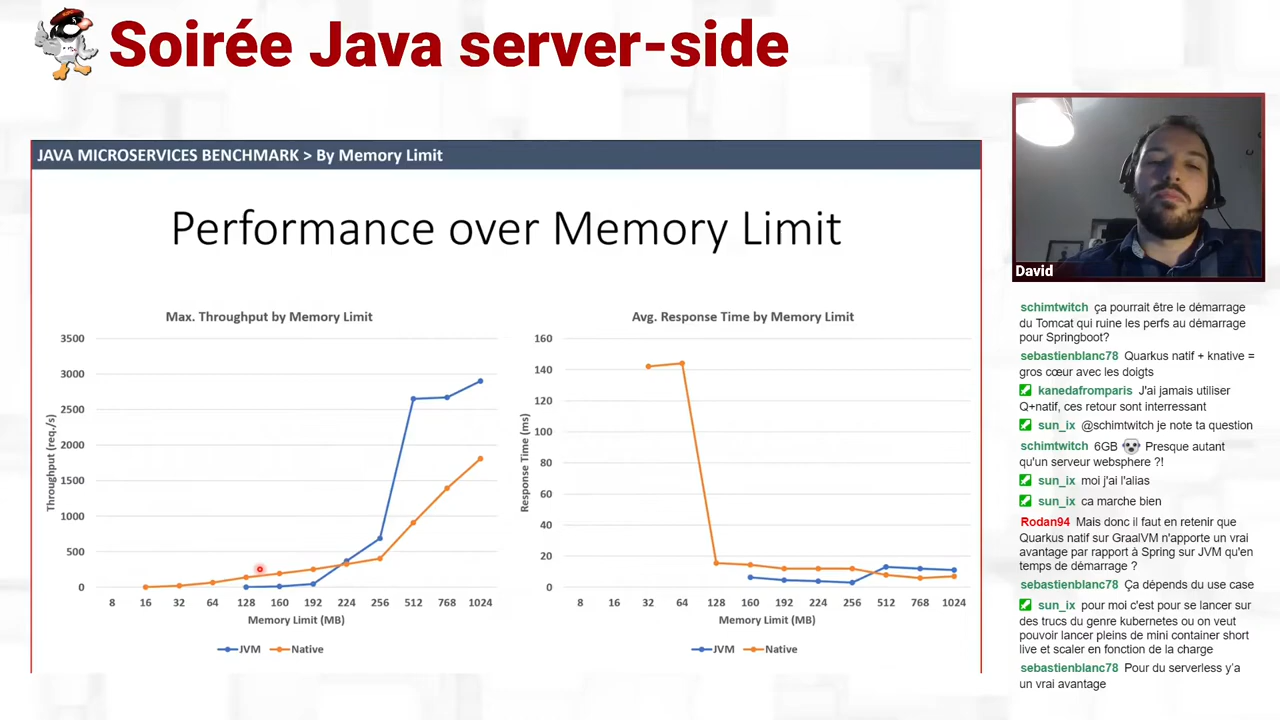 Soirée Java server-side
JAVA MICROSERVICES BENCHMARK > By Memory Limit
Performance over Memory Limit
Max. Throughput by Memory Limit
3500
3000
2500
2000
1500
1000
500
0
Throughput (req./s)
8 16 32 64 128 160 192 224 256 512 768 1024
Memory Limit (MB)
JVM Native
Avg. Response Time by Memory Limit
160
140
120
100
80
60
40
20
0
Response Time (ms)
8 16 32 64 128 160 192 224 256 512 768 1024
Memory Limit (MB)
JVM Native
David
schimtwitch ça pourrait être le démarrage
du Tomcat qui ruine les perfs au démarrage
pour Springboot?
sebastienblanc78 Quarkus natif + knative =
gros cœur avec les doigts
kanedafromparis J'ai jamais utiliser
Q+natif, ces retour sont interressant
sun_ix @schimtwitch je note ta question
schimtwitch 6GB Presque autant
qu'un serveur websphere ?!
sun_ix moi j'ai l'alias
sun_ix ca marche bien
Rodan94 Mais donc il faut en retenir que
Quarkus natif sur GraalVM n'apporte un vrai
avantage par rapport à Spring sur JVM qu'en
temps de démarrage ?
sebastienblanc78 Ça dépends du use case
sun_ix pour moi c'est pour se lancer sur
des trucs du genre kubernetes ou on veut
pouvoir lancer pleins de mini container short
live et scaler en fonction de la charge
sebastienblanc78 Pour du serverless y'a
un vrai avantage